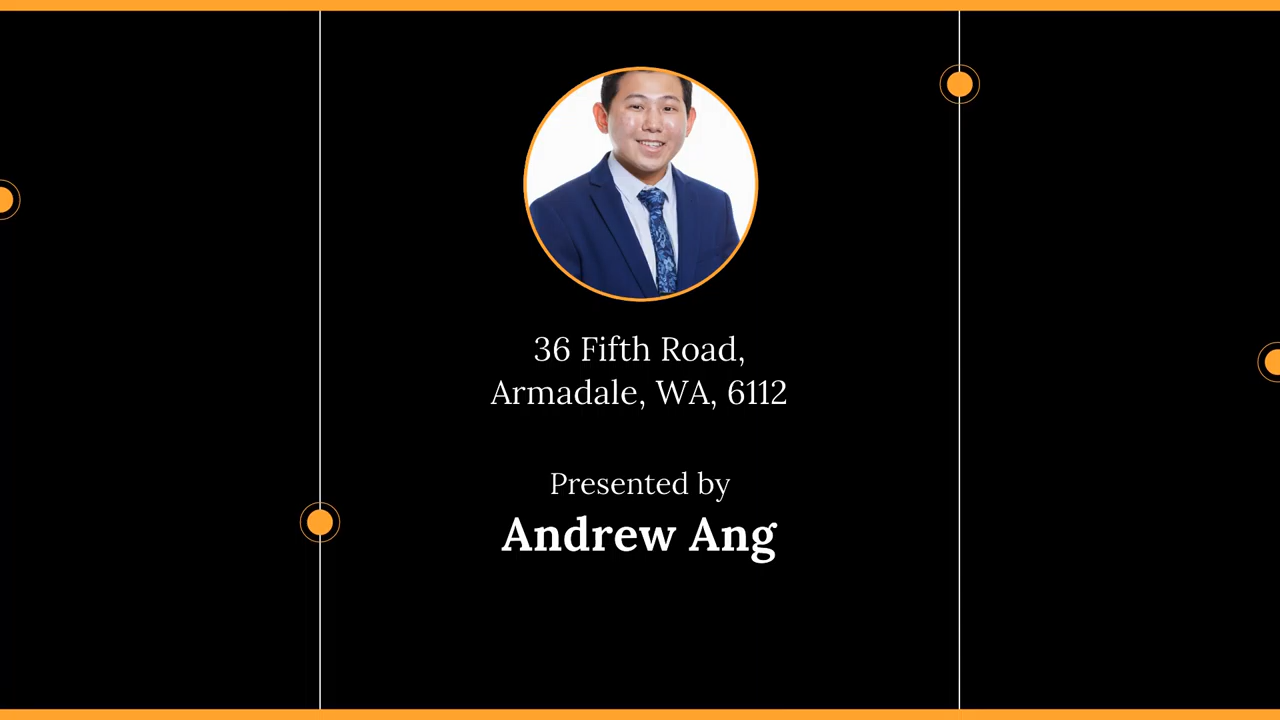 36 Fifth Road,
Armadale, WA, 6112
Presented by
Andrew Ang